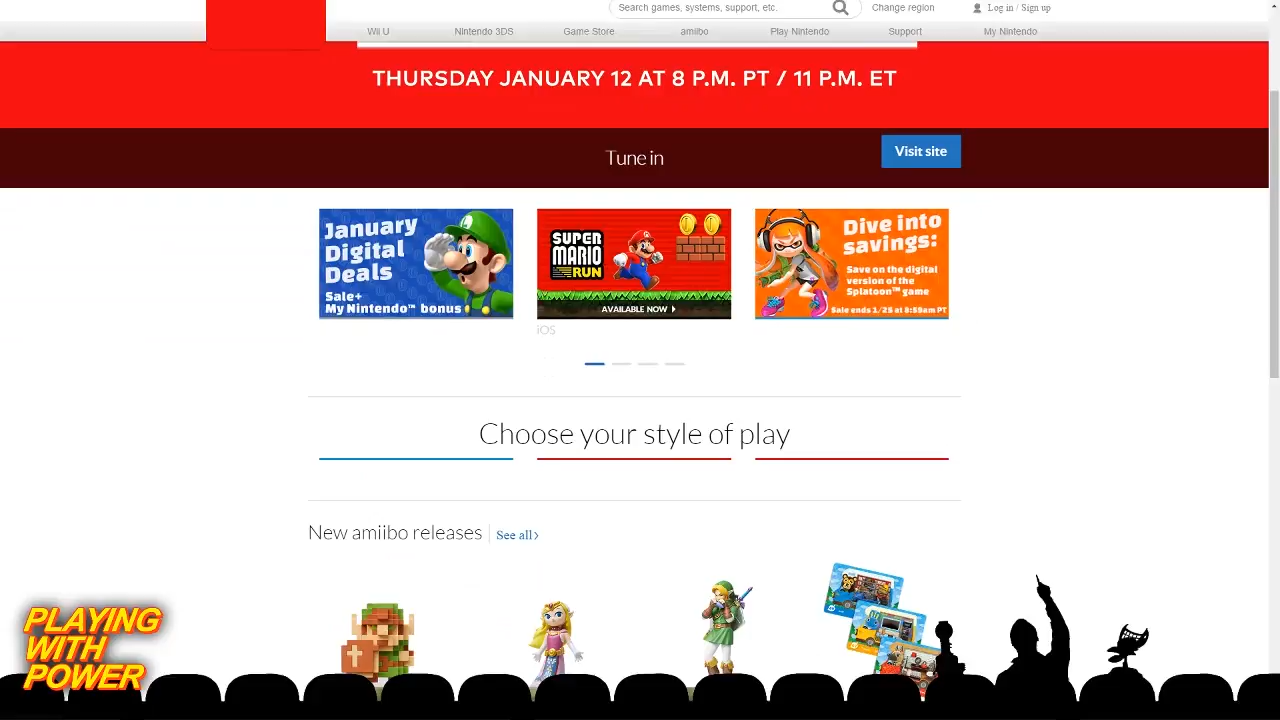 Search games, systems, support, etc.
Change region
Log in / Sign up
Wii U
Nintendo 3DS
Game Store
amiibo
Play Nintendo
Support
My Nintendo
THURSDAY JANUARY 12 AT 8 P.M. PT / 11 P.M. ET
Tune in
Visit site
January
Digital
Deals
Sale+
My Nintendo™ bonus
SUPER
MARIO
RUN
AVAILABLE NOW
Dive into
savings:
Save on the digital
version of the
Splatoon™ game
Sale ends 1/25 at 8:59am PT
iOS
Choose your style of play
New amiibo releases
See all›
PLAYING
WITH
POWER